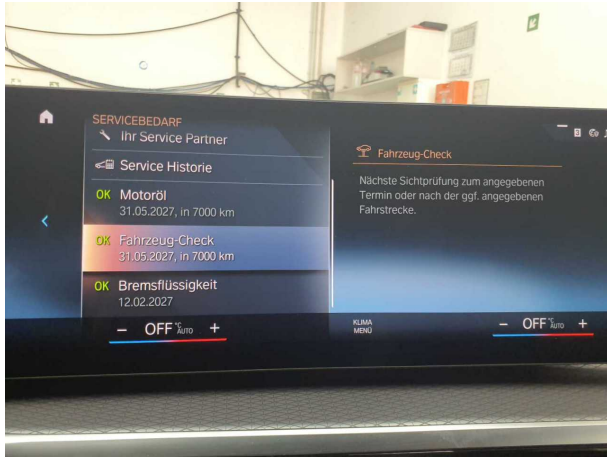 SERVICEBEDARF
Ihr Service Partner
Service Historie
OK Motoröl
31.05.2027, in 7000 km
OK Fahrzeug-Check
31.05.2027, in 7000 km
OK Bremsflüssigkeit
12.02.2027
Fahrzeug-Check
Nächste Sichtprüfung zum angegebenen
Termin oder nach der ggf. angegebenen
Fahrstrecke.
− OFF °C AUTO +
KLIMA
MENÜ
− OFF °C AUTO +